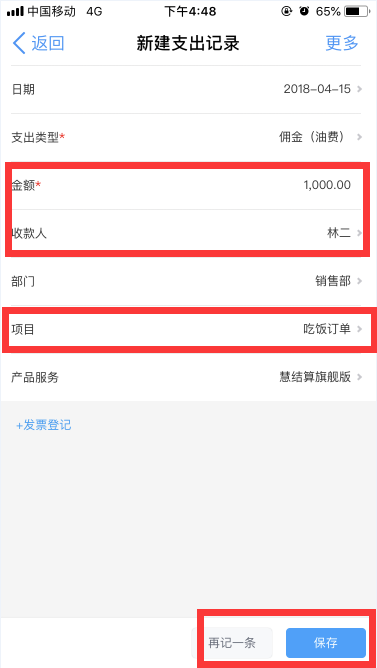 中国移动 4G 下午4:48 65%
返回 新建支出记录 更多
日期 2018-04-15
支出类型* 佣金（油费）
金额* 1,000.00
收款人 林二
部门 销售部
项目 吃饭订单
产品服务 慧结算旗舰版
+发票登记
再记一条 保存